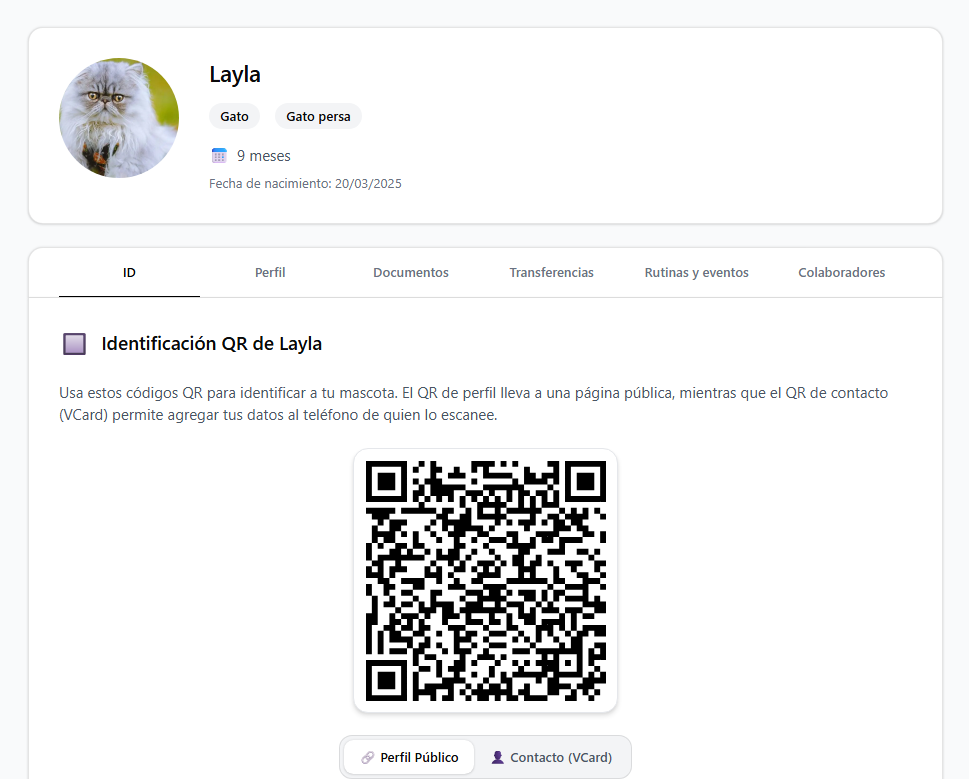 Layla
Gato
Gato persa
9 meses
Fecha de nacimiento: 20/03/2025
ID
Perfil
Documentos
Transferencias
Rutinas y eventos
Colaboradores
Identificación QR de Layla
Usa estos códigos QR para identificar a tu mascota. El QR de perfil lleva a una página pública, mientras que el QR de contacto
(VCard) permite agregar tus datos al teléfono de quien lo escanee.
Perfil Público
Contacto (VCard)